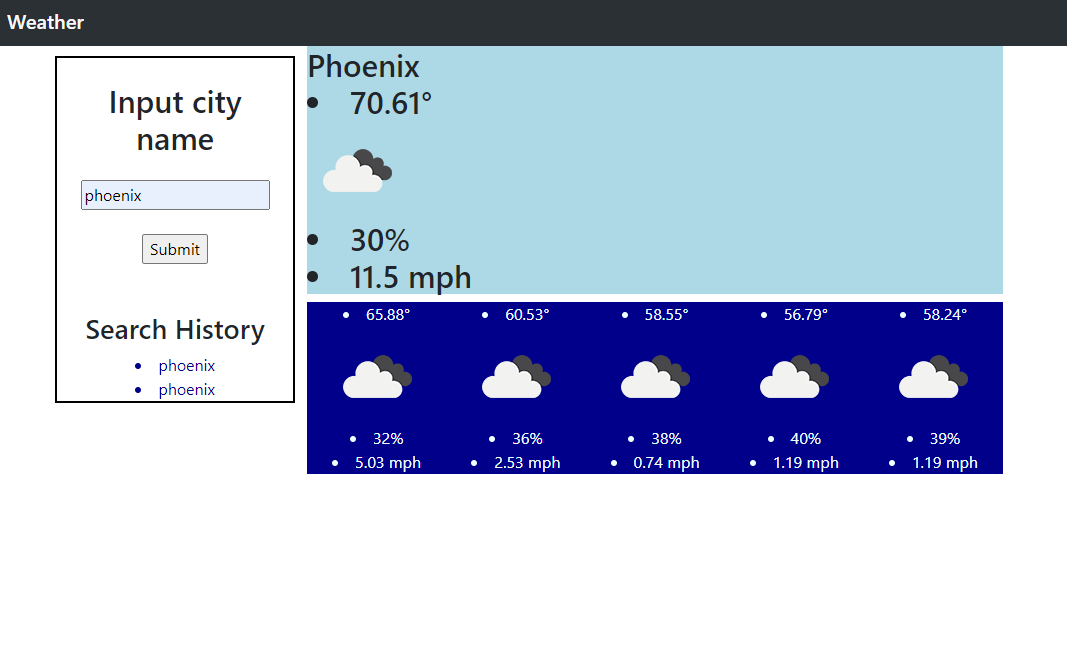 Weather
Input city
name
phoenix
Submit
Search History
phoenix
phoenix
Phoenix
70.61°
30%
11.5 mph
65.88° 60.53° 58.55° 56.79° 58.24°
32% 36% 38% 40% 39%
5.03 mph 2.53 mph 0.74 mph 1.19 mph 1.19 mph